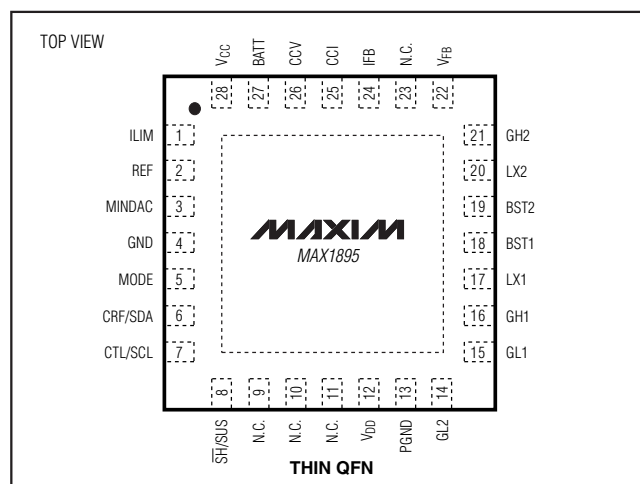 TOP VIEW
VCC BATT CCV CCI IFB N.C. VFB
28 27 26 25 24 23 22
ILIM 1
REF 2
MINDAC 3
GND 4
MODE 5
CRF/SDA 6
CTL/SCL 7
MAXIM
MAX1895
21 GH2
20 LX2
19 BST2
18 BST1
17 LX1
16 GH1
15 GL1
8 9 10 11 12 13 14
S̅H̅/SUS N.C. N.C. N.C. VDD PGND GL2
THIN QFN